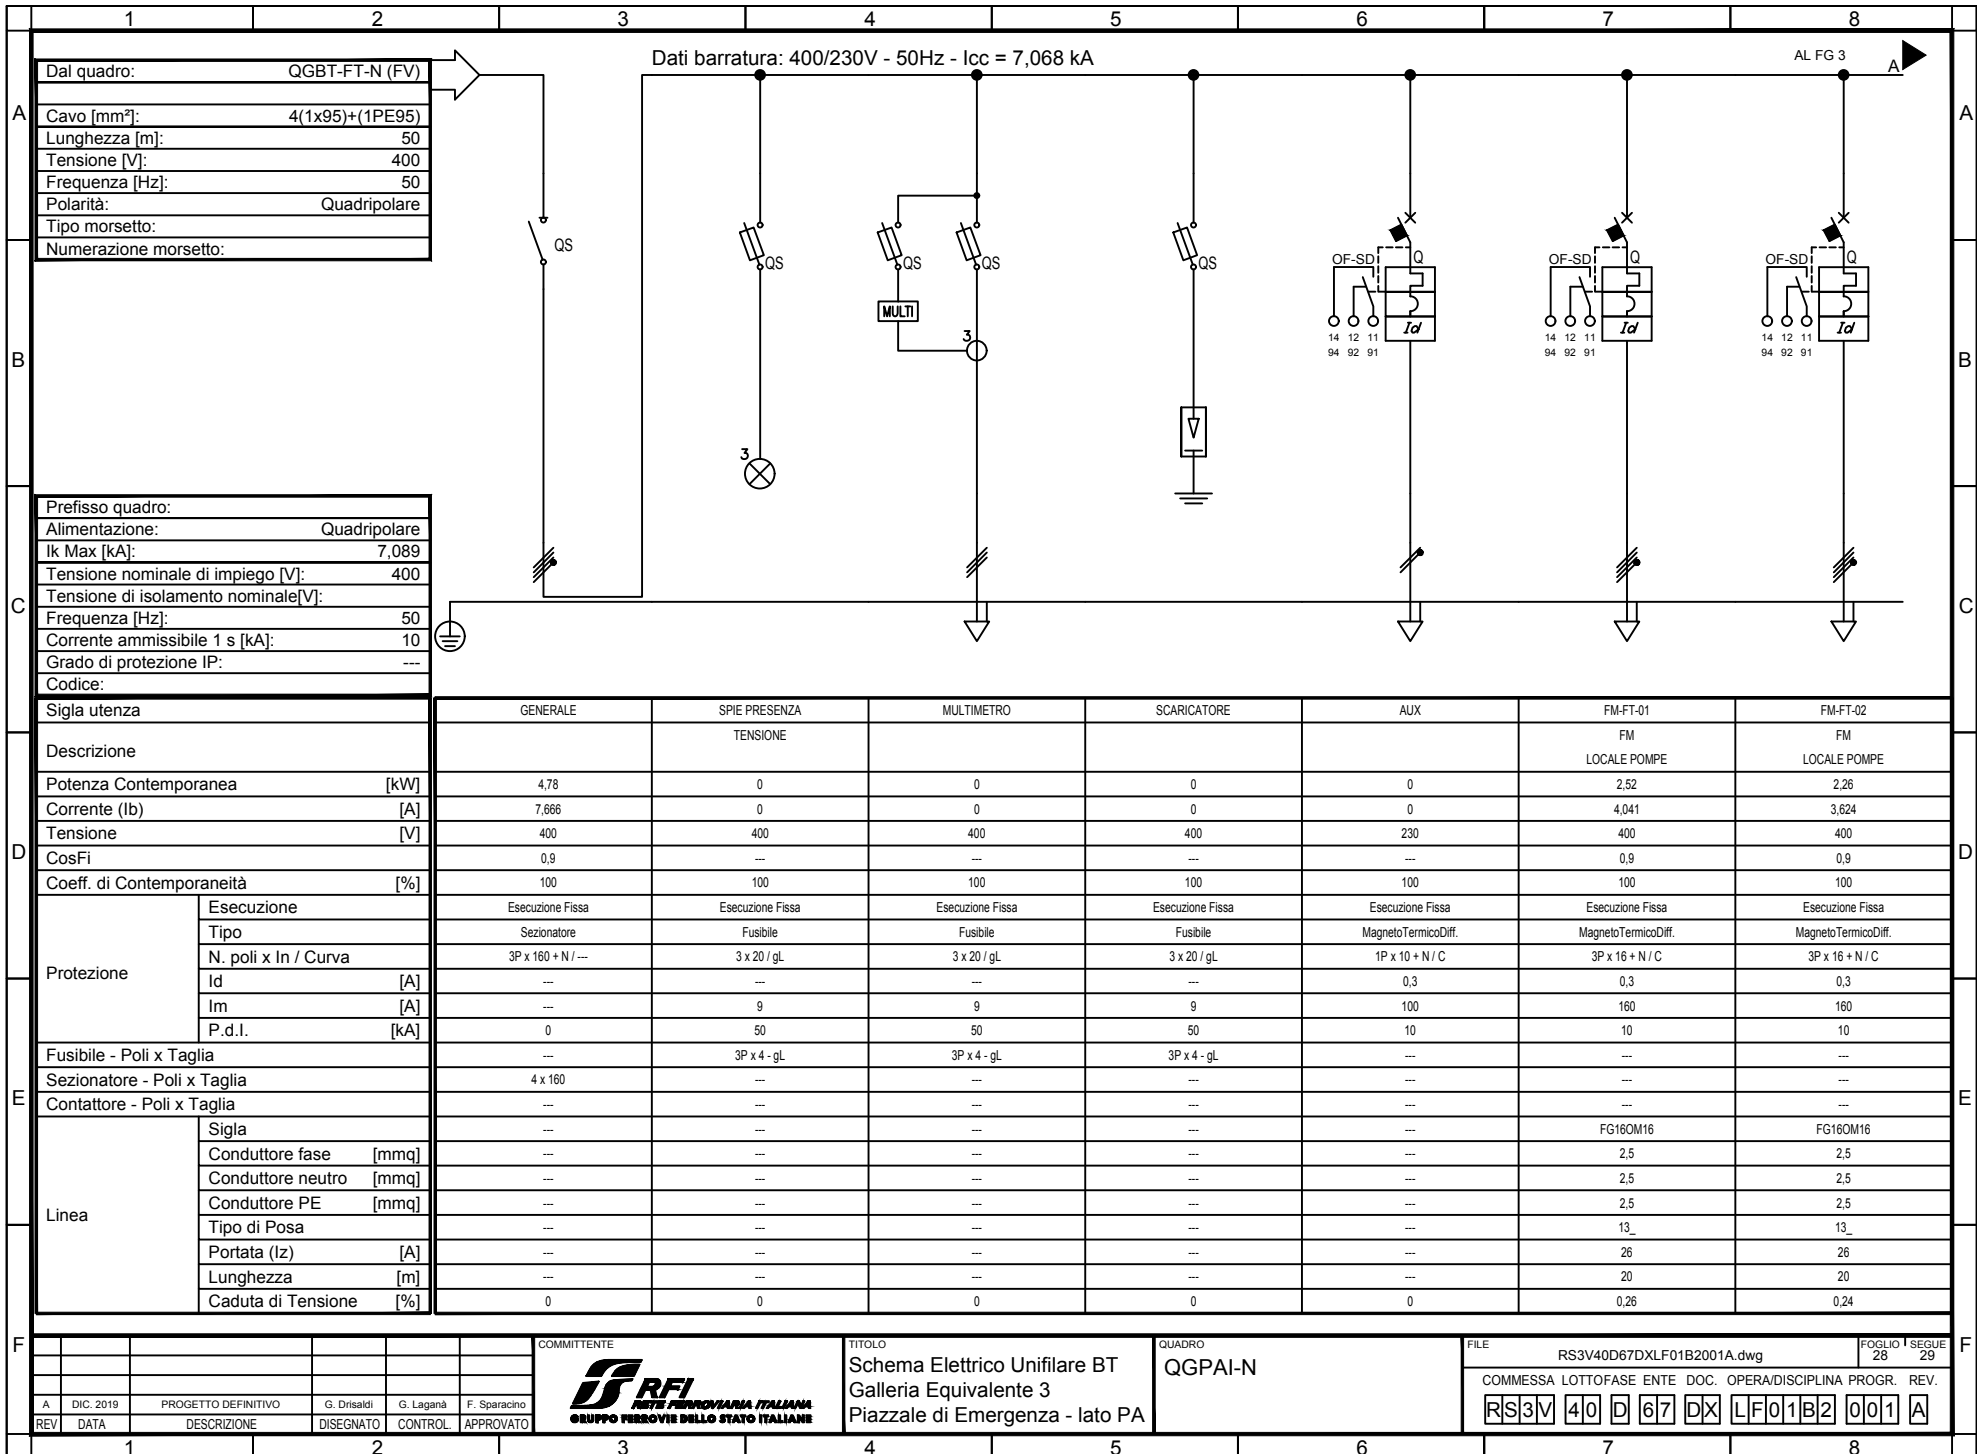 1 2 3 4 5 6 7 8
Dati barratura: 400/230V - 50Hz - Icc = 7,068 kA
AL FG 3
A
A
A
Dal quadro: QGBT-FT-N (FV)
Cavo [mm²]: 4(1x95)+(1PE95)
Lunghezza [m]: 50
Tensione [V]: 400
Frequenza [Hz]: 50
Polarità: Quadripolare
Tipo morsetto:
Numerazione morsetto:
QS
QS
QS
QS
QS
MULTI
3
3
OF-SD Q
Id
14 12 11
94 92 91
OF-SD Q
Id
14 12 11
94 92 91
OF-SD Q
Id
14 12 11
94 92 91
B
B
Prefisso quadro:
Alimentazione: Quadripolare
Ik Max [kA]: 7,089
Tensione nominale di impiego [V]: 400
Tensione di isolamento nominale[V]:
Frequenza [Hz]: 50
Corrente ammissibile 1 s [kA]: 10
Grado di protezione IP: ---
Codice:
C
C
Sigla utenza GENERALE SPIE PRESENZA MULTIMETRO SCARICATORE AUX FM-FT-01 FM-FT-02
Descrizione TENSIONE FM FM
LOCALE POMPE LOCALE POMPE
Potenza Contemporanea [kW] 4,78 0 0 0 0 2,52 2,26
Corrente (Ib) [A] 7,666 0 0 0 0 4,041 3,624
Tensione [V] 400 400 400 400 230 400 400
CosFi 0,9 --- --- --- --- 0,9 0,9
Coeff. di Contemporaneità [%] 100 100 100 100 100 100 100
D
D
Protezione
Esecuzione Esecuzione Fissa Esecuzione Fissa Esecuzione Fissa Esecuzione Fissa Esecuzione Fissa Esecuzione Fissa Esecuzione Fissa
Tipo Sezionatore Fusibile Fusibile Fusibile MagnetoTermicoDiff. MagnetoTermicoDiff. MagnetoTermicoDiff.
N. poli x In / Curva 3P x 160 + N / --- 3 x 20 / gL 3 x 20 / gL 3 x 20 / gL 1P x 10 + N / C 3P x 16 + N / C 3P x 16 + N / C
Id [A] --- --- --- --- 0,3 0,3 0,3
Im [A] --- 9 9 9 100 160 160
P.d.I. [kA] 0 50 50 50 10 10 10
Fusibile - Poli x Taglia --- 3P x 4 - gL 3P x 4 - gL 3P x 4 - gL --- --- ---
Sezionatore - Poli x Taglia 4 x 160 --- --- --- --- --- ---
Contattore - Poli x Taglia --- --- --- --- --- --- ---
E
E
Linea
Sigla --- --- --- --- --- FG16OM16 FG16OM16
Conduttore fase [mmq] --- --- --- --- --- 2,5 2,5
Conduttore neutro [mmq] --- --- --- --- --- 2,5 2,5
Conduttore PE [mmq] --- --- --- --- --- 2,5 2,5
Tipo di Posa --- --- --- --- --- 13_ 13_
Portata (Iz) [A] --- --- --- --- --- 26 26
Lunghezza [m] --- --- --- --- --- 20 20
Caduta di Tensione [%] 0 0 0 0 0 0,26 0,24
F
F
A DIC. 2019 PROGETTO DEFINITIVO G. Drisaldi G. Laganà F. Sparacino
REV DATA DESCRIZIONE DISEGNATO CONTROL. APPROVATO
COMMITTENTE
RFI
RETE FERROVIARIA ITALIANA
GRUPPO FERROVIE DELLO STATO ITALIANE
TITOLO
Schema Elettrico Unifilare BT
Galleria Equivalente 3
Piazzale di Emergenza - lato PA
QUADRO
QGPAI-N
FILE
RS3V40D67DXLF01B2001A.dwg
FOGLIO 28
SEGUE 29
COMMESSA LOTTO FASE ENTE DOC. OPERA/DISCIPLINA PROGR. REV.
RS3V 40 D 67 DX LF01B2 001 A
1 2 3 4 5 6 7 8